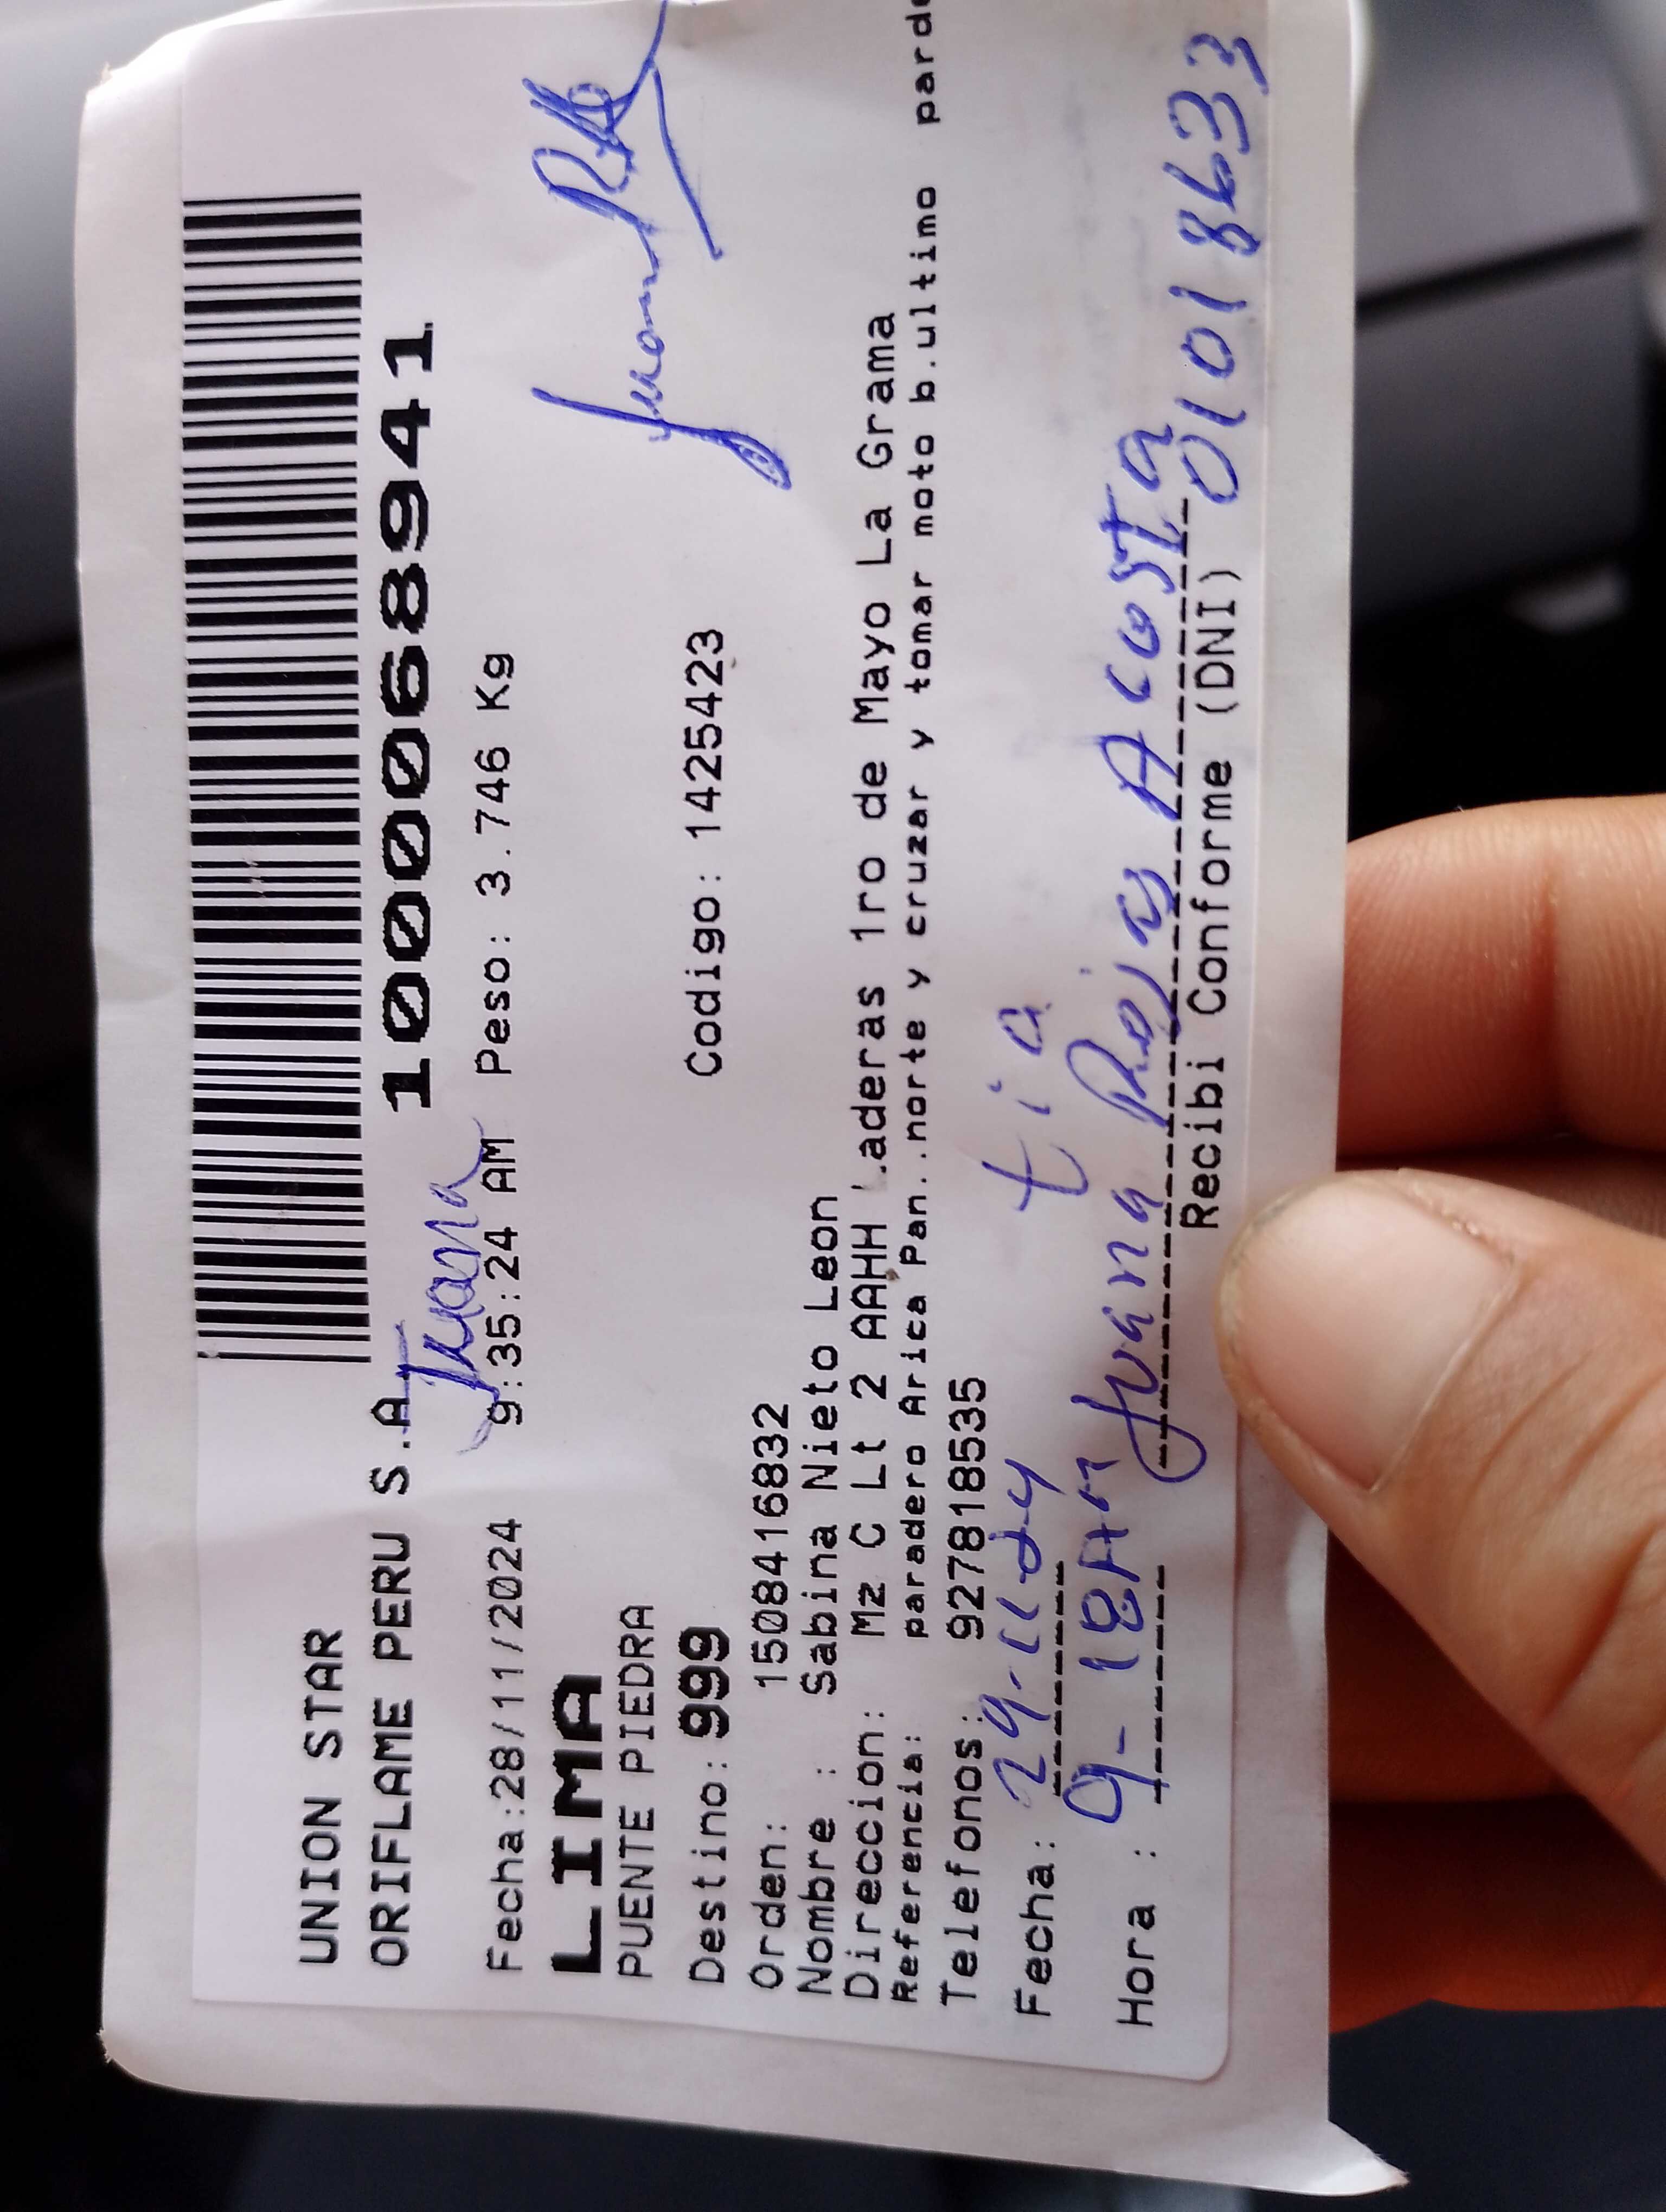 UNION STAR
ORIFLAME PERU S.A.
1000068941
Juana
Fecha:28/11/2024 9:35:24 AM Peso: 3.746 Kg
LIMA
PUENTE PIEDRA
Destino: 999 Codigo: 1425423
Orden: 1508416832
Nombre : Sabina Nieto Leon
Direccion: Mz C Lt 2 AAHH Laderas 1ro de Mayo La Grama
Referencia: paradero Arica Pan..norte y cruzar y tomar moto b.ultimo parde
Telefonos: 927818535
Fecha: 29-11-24 tia
Hora : 9-18AM Juana Rojas Acosta
Recibi Conforme (DNI) 01018633